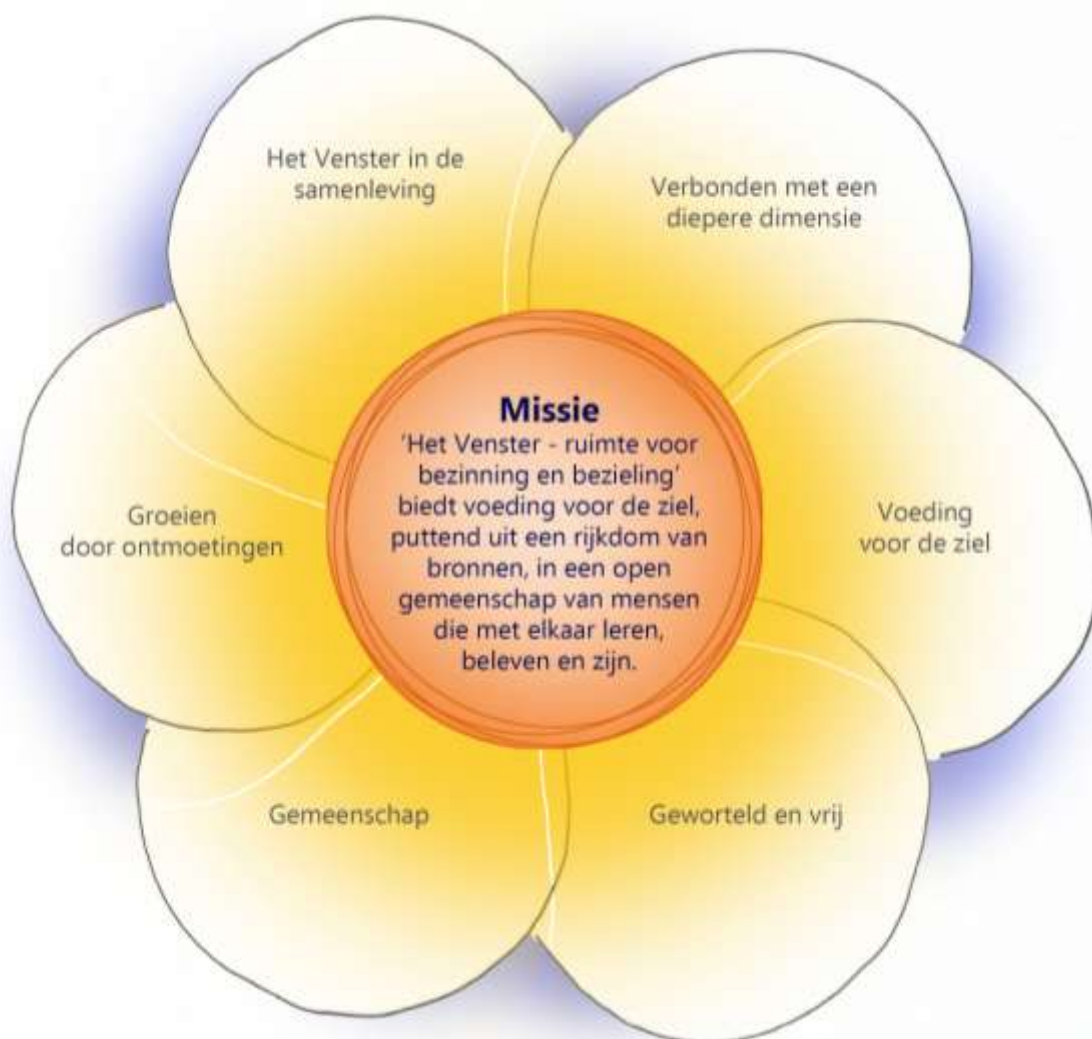 Het Venster in de
samenleving
Verbonden met een
diepere dimensie
Missie
'Het Venster - ruimte voor
bezinning en bezieling'
biedt voeding voor de ziel,
puttend uit een rijkdom van
bronnen, in een open
gemeenschap van mensen
die met elkaar leren,
beleven en zijn.
Groeien
door ontmoetingen
Voeding
voor de ziel
Gemeenschap
Geworteld en vrij